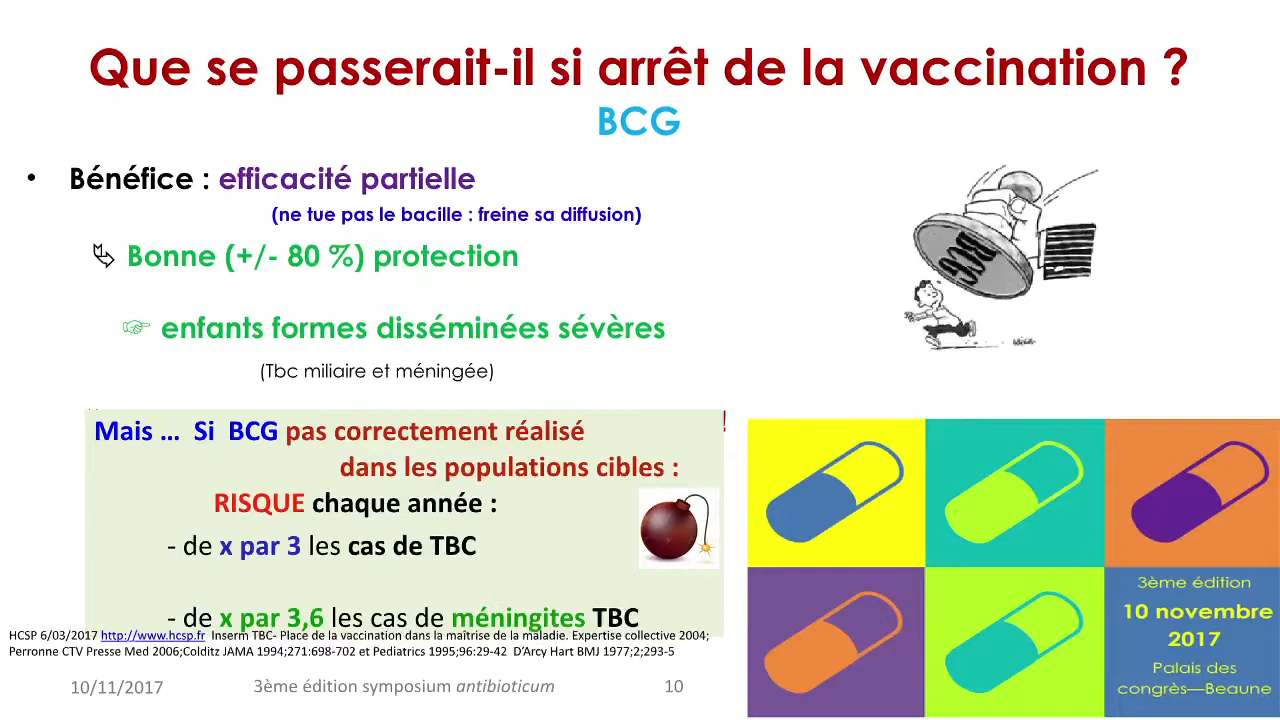 Que se passerait-il si arrêt de la vaccination ?
BCG
• Bénéfice : efficacité partielle
(ne tue pas le bacille : freine sa diffusion)
Bonne (+/- 80 %) protection
BCG
☞ enfants formes disséminées sévères
(Tbc miliaire et méningée)
!
Mais … Si BCG pas correctement réalisé
dans les populations cibles :
RISQUE chaque année :
- de x par 3 les cas de TBC
- de x par 3,6 les cas de méningites TBC
HCSP 6/03/2017 http://www.hcsp.fr Inserm TBC- Place de la vaccination dans la maîtrise de la maladie. Expertise collective 2004;
Perronne CTV Presse Med 2006;Colditz JAMA 1994;271:698-702 et Pediatrics 1995;96:29-42 D'Arcy Hart BMJ 1977;2;293-5
3ème édition
10 novembre
2017
Palais des
congrès—Beaune
10/11/2017 3ème édition symposium antibioticum 10